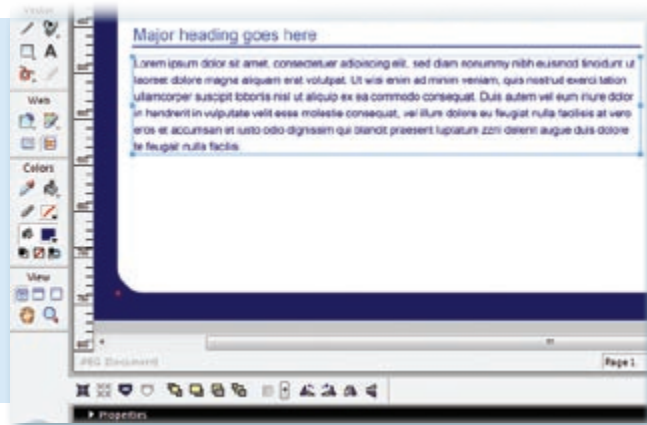 Vector
Major heading goes here
Lorem ipsum dolor sit amet, consectetuer adipiscing elit, sed diam nonummy nibh euismod tincidunt ut
laoreet dolore magna aliquam erat volutpat. Ut wisi enim ad minim veniam, quis nostrud exerci tation
ullamcorper suscipit lobortis nisl ut aliquip ex ea commodo consequat. Duis autem vel eum iriure dolor
in hendrerit in vulputate velit esse molestie consequat, vel illum dolore eu feugiat nulla facilisis at vero
eros et accumsan et iusto odio dignissim qui blandit praesent luptatum zzril delenit augue duis dolore
te feugait nulla facilisi.
Web
Colors
View
Page 1
Properties